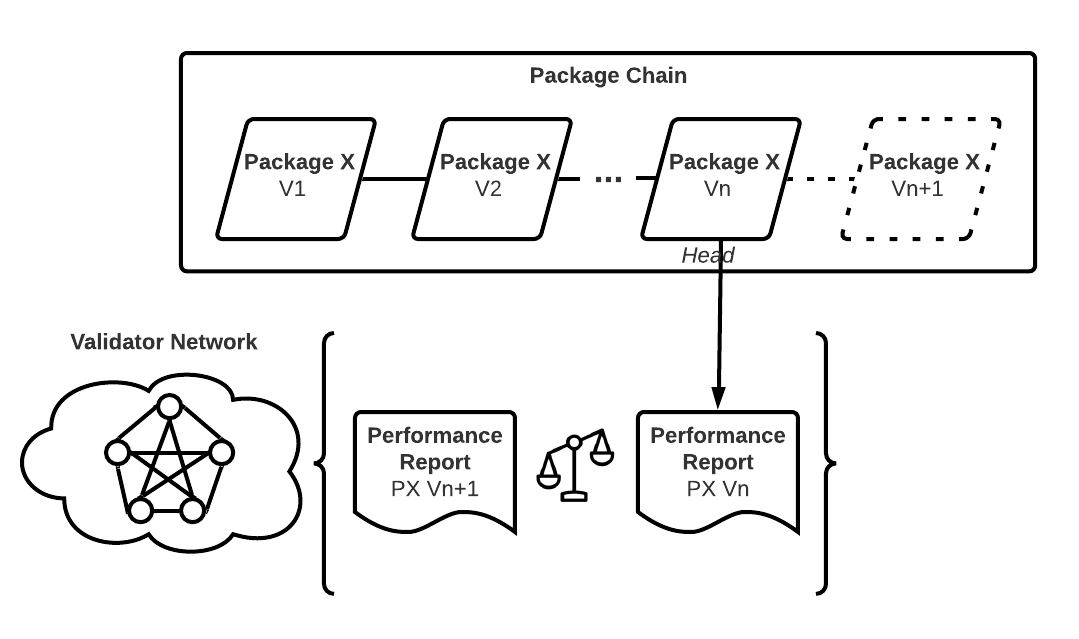 Package Chain
Package X
V1
Package X
V2
...
Package X
Vn
Package X
Vn+1
Head
Validator Network
Performance
Report
PX Vn+1
Performance
Report
PX Vn